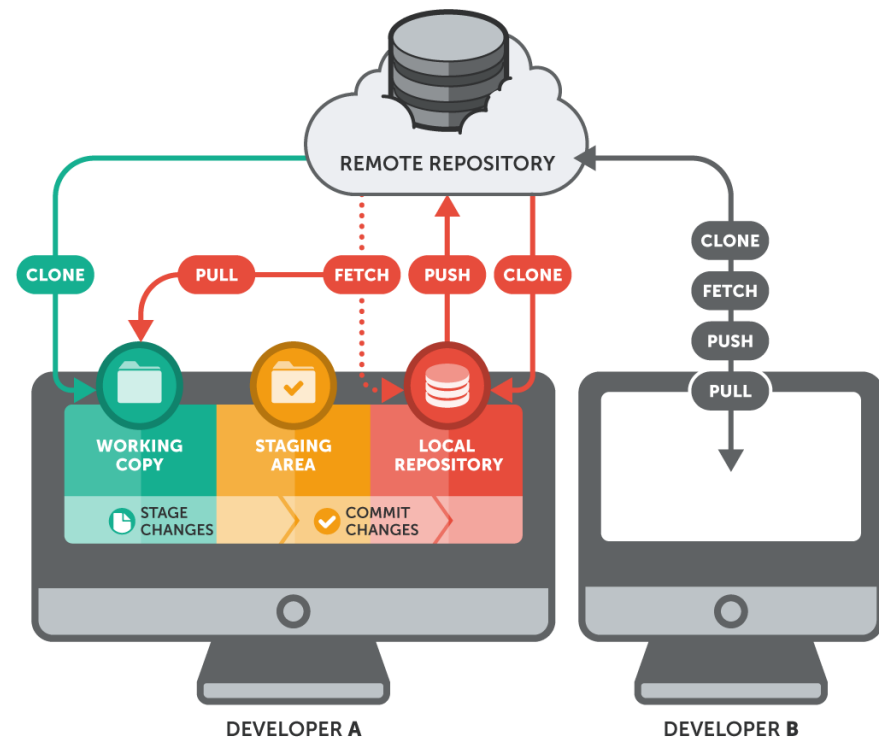 REMOTE REPOSITORY
CLONE
PULL
FETCH
PUSH
CLONE
WORKING
COPY
STAGING
AREA
LOCAL
REPOSITORY
STAGE
CHANGES
COMMIT
CHANGES
DEVELOPER A
CLONE
FETCH
PUSH
PULL
DEVELOPER B